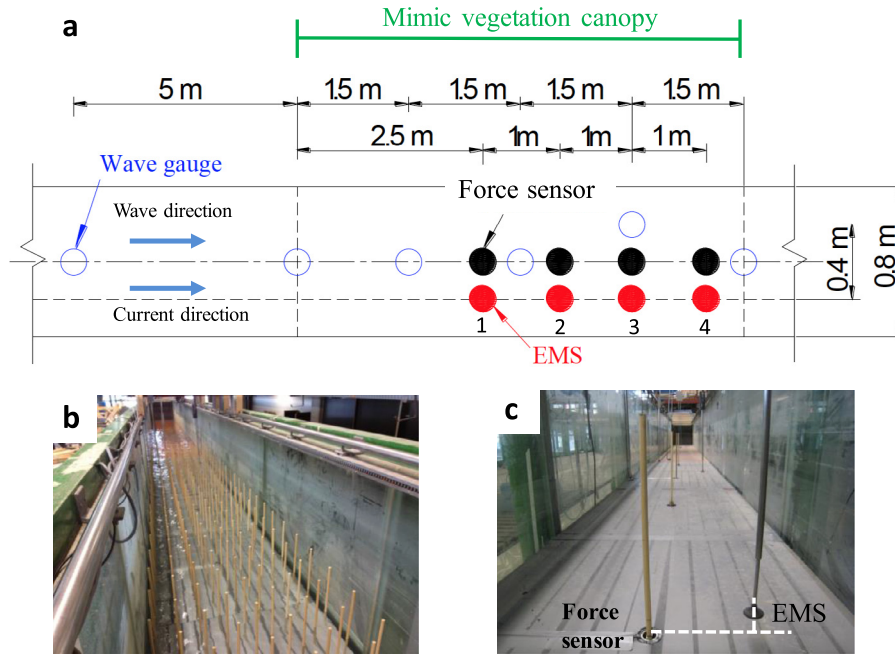 a
Mimic vegetation canopy
5 m
1.5 m
1.5 m
1.5 m
1.5 m
2.5 m
1m
1m
1 m
Wave gauge
Force sensor
Wave direction
Current direction
0.4 m
0.8 m
1
2
3
4
EMS
b
c
Force
sensor
EMS